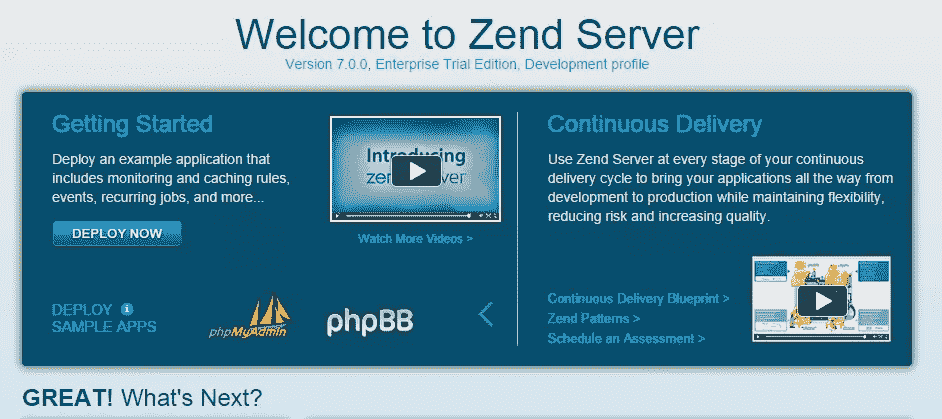 Welcome to Zend Server
Version 7.0.0, Enterprise Trial Edition, Development profile
Getting Started
Deploy an example application that
includes monitoring and caching rules,
events, recurring jobs, and more...
DEPLOY NOW
Introducing
zend server
Watch More Videos >
DEPLOY i
SAMPLE APPS
phpMyAdmin
phpBB
Continuous Delivery
Use Zend Server at every stage of your continuous
delivery cycle to bring your applications all the way from
development to production while maintaining flexibility,
reducing risk and increasing quality.
Continuous Delivery Blueprint >
Zend Patterns >
Schedule an Assessment >
GREAT! What's Next?